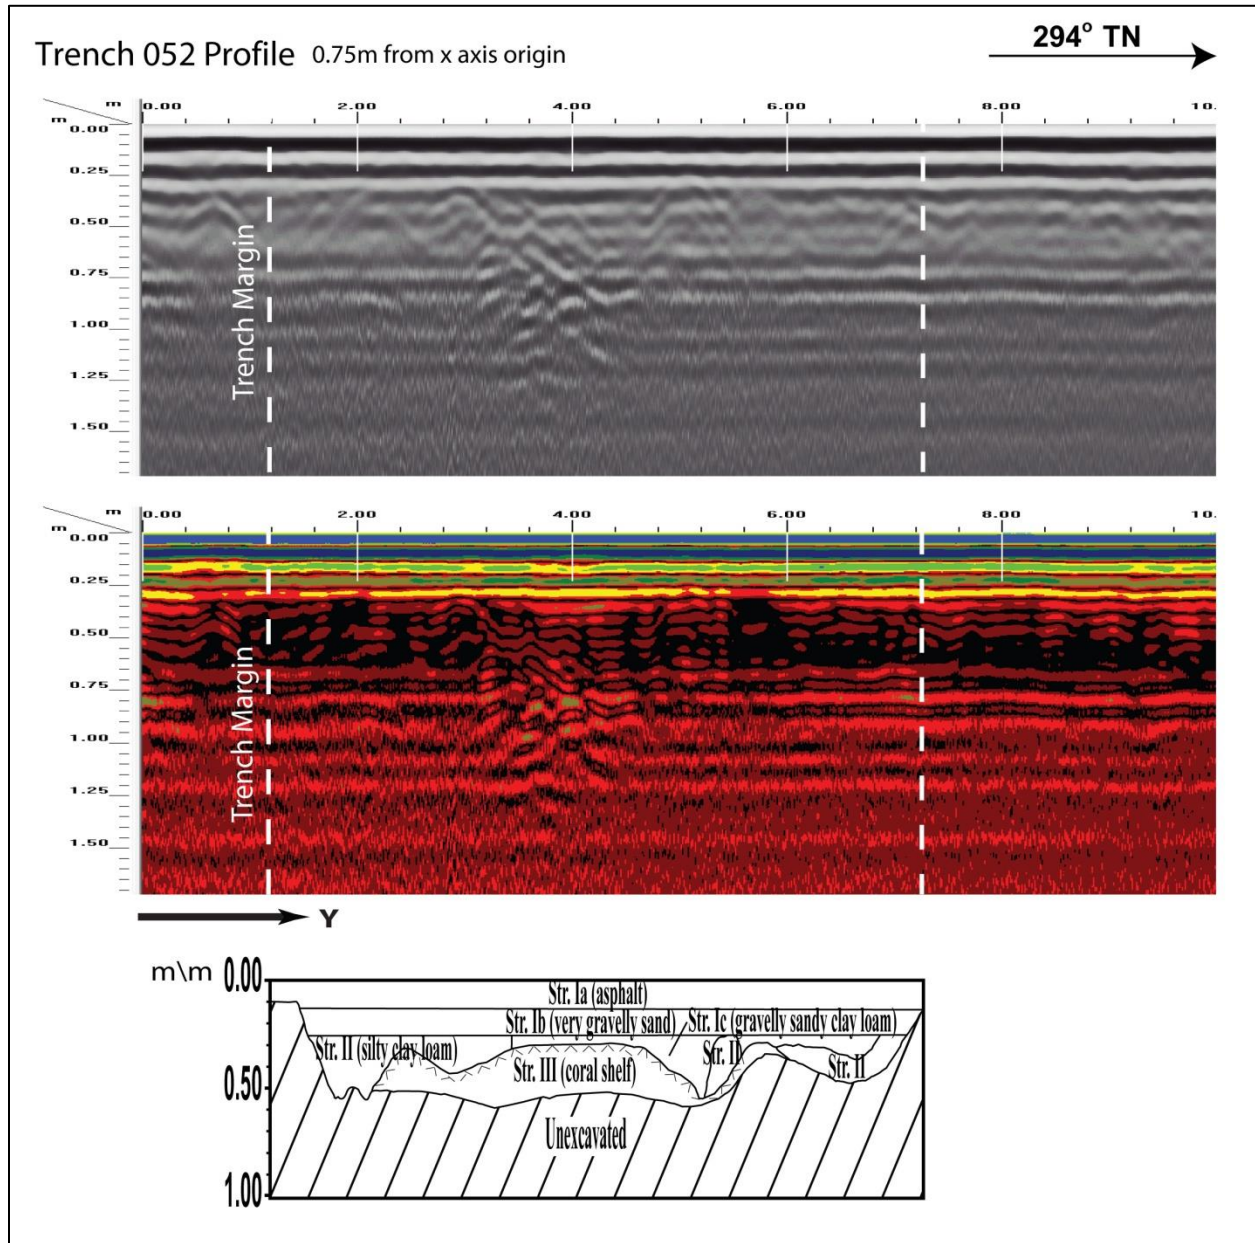 Trench 052 Profile 0.75m from x axis origin
294° TN
m 0.00 2.00 4.00 6.00 8.00 10.
m
0.00
0.25
0.50
0.75
1.00
1.25
1.50
Trench Margin
m 0.00 2.00 4.00 6.00 8.00 10.
m
0.00
0.25
0.50
0.75
1.00
1.25
1.50
Trench Margin
Y
m\m 0.00
0.50
1.00
Str. Ia (asphalt)
Str. Ib (very gravelly sand) Str. Ic (gravelly sandy clay loam)
Str. II (silty clay loam) Str. II
Str. III (coral shelf) Str. II
Unexcavated